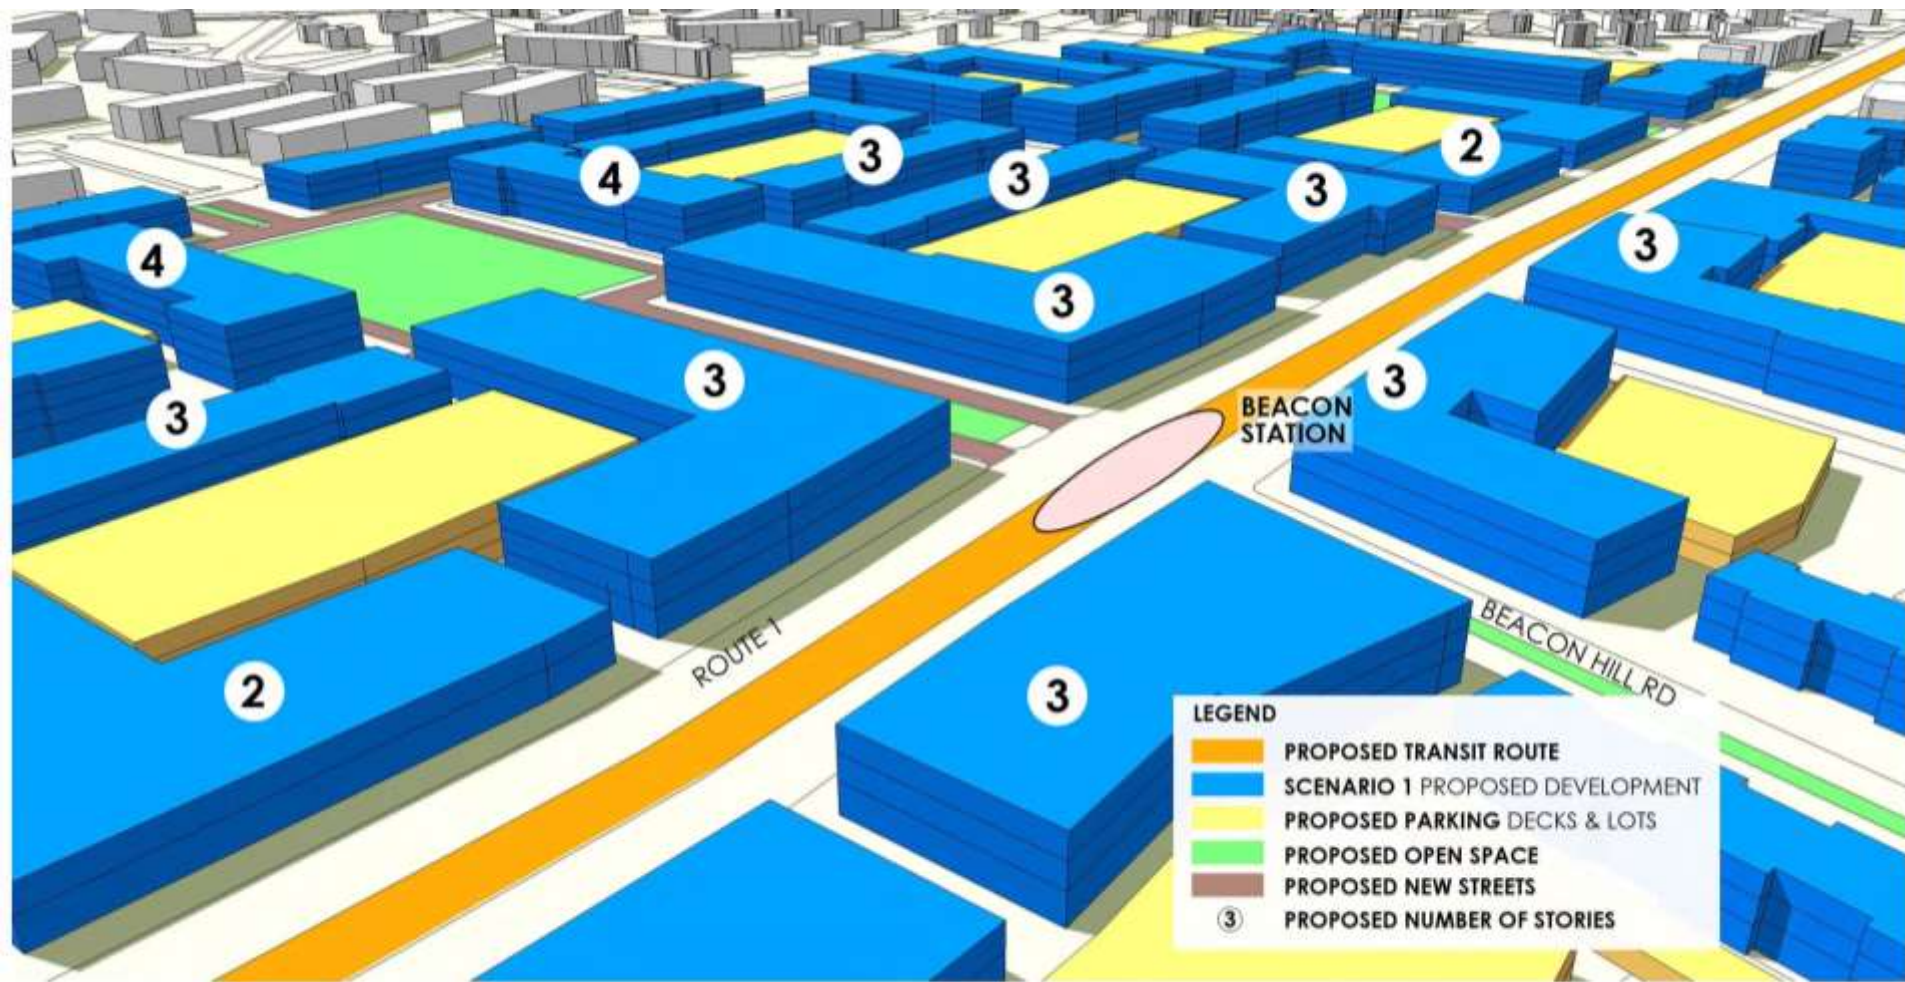 2
3
4
3
3
3
4
3
3
3
3
BEACON
STATION
3
ROUTE 1
BEACON HILL RD
2
3
LEGEND
PROPOSED TRANSIT ROUTE
SCENARIO 1 PROPOSED DEVELOPMENT
PROPOSED PARKING DECKS & LOTS
PROPOSED OPEN SPACE
PROPOSED NEW STREETS
3 PROPOSED NUMBER OF STORIES